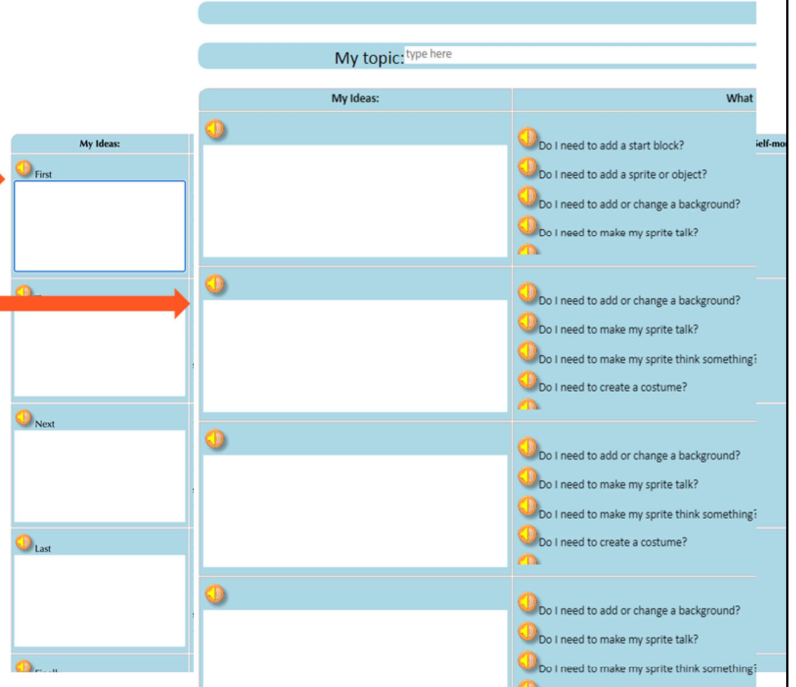 My topic: type here
My Ideas:
What
Do I need to add a start block?
Do I need to add a sprite or object?
Do I need to add or change a background?
Do I need to make my sprite talk?
Do I need to add or change a background?
Do I need to make my sprite talk?
Do I need to make my sprite think something?
Do I need to create a costume?
Do I need to add or change a background?
Do I need to make my sprite talk?
Do I need to make my sprite think something?
Do I need to create a costume?
Do I need to add or change a background?
Do I need to make my sprite talk?
Do I need to make my sprite think something?
My Ideas:
First
Next
Last